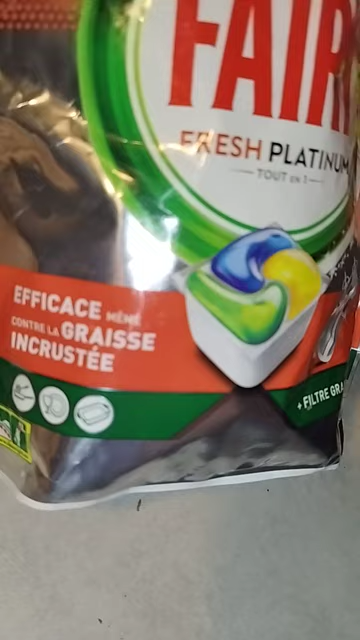 FAIR
FRESH PLATINUM
TOUT EN 1
EFFICACE MÊME
CONTRE LA GRAISSE
INCRUSTÉE
+ FILTRE GRA